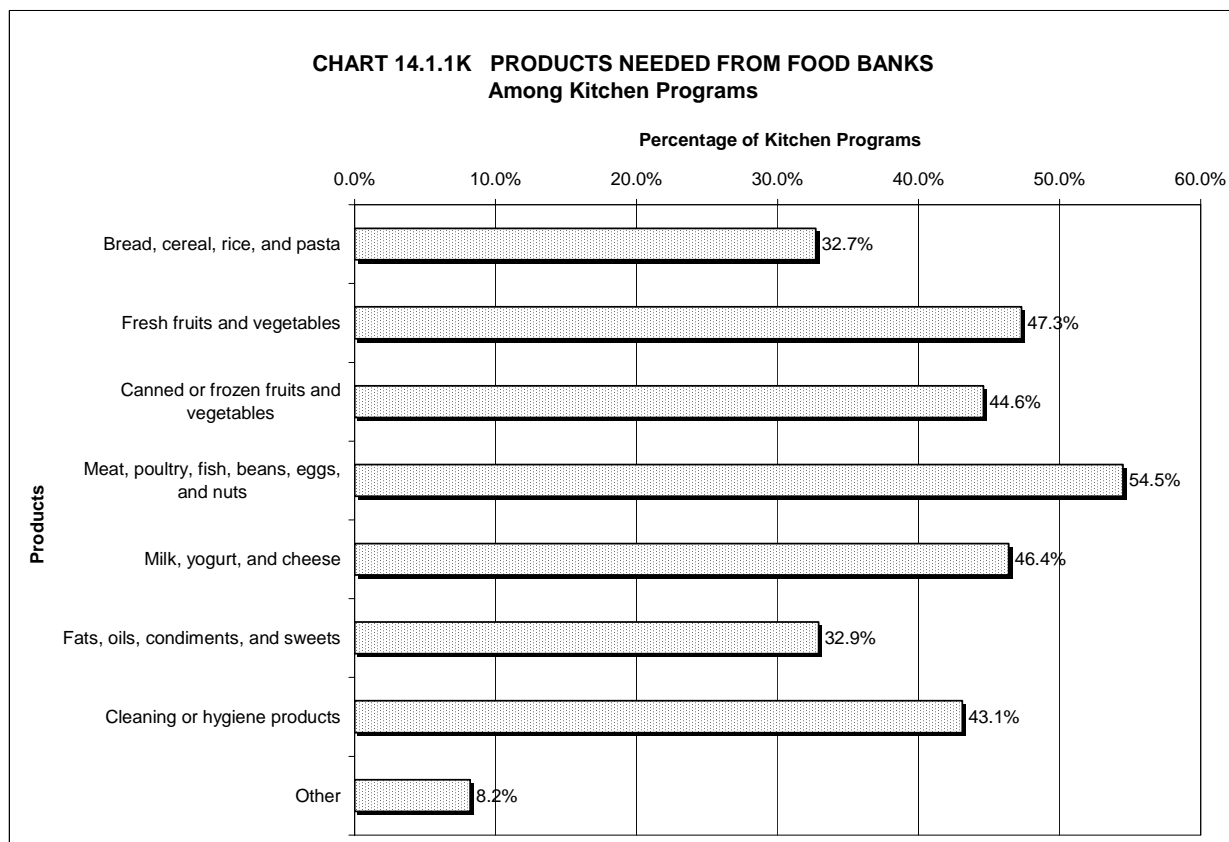 CHART 14.1.1K PRODUCTS NEEDED FROM FOOD BANKS
Among Kitchen Programs
Percentage of Kitchen Programs
0.0% 10.0% 20.0% 30.0% 40.0% 50.0% 60.0%
Products
Bread, cereal, rice, and pasta 32.7%
Fresh fruits and vegetables 47.3%
Canned or frozen fruits and
vegetables 44.6%
Meat, poultry, fish, beans, eggs,
and nuts 54.5%
Milk, yogurt, and cheese 46.4%
Fats, oils, condiments, and sweets 32.9%
Cleaning or hygiene products 43.1%
Other 8.2%